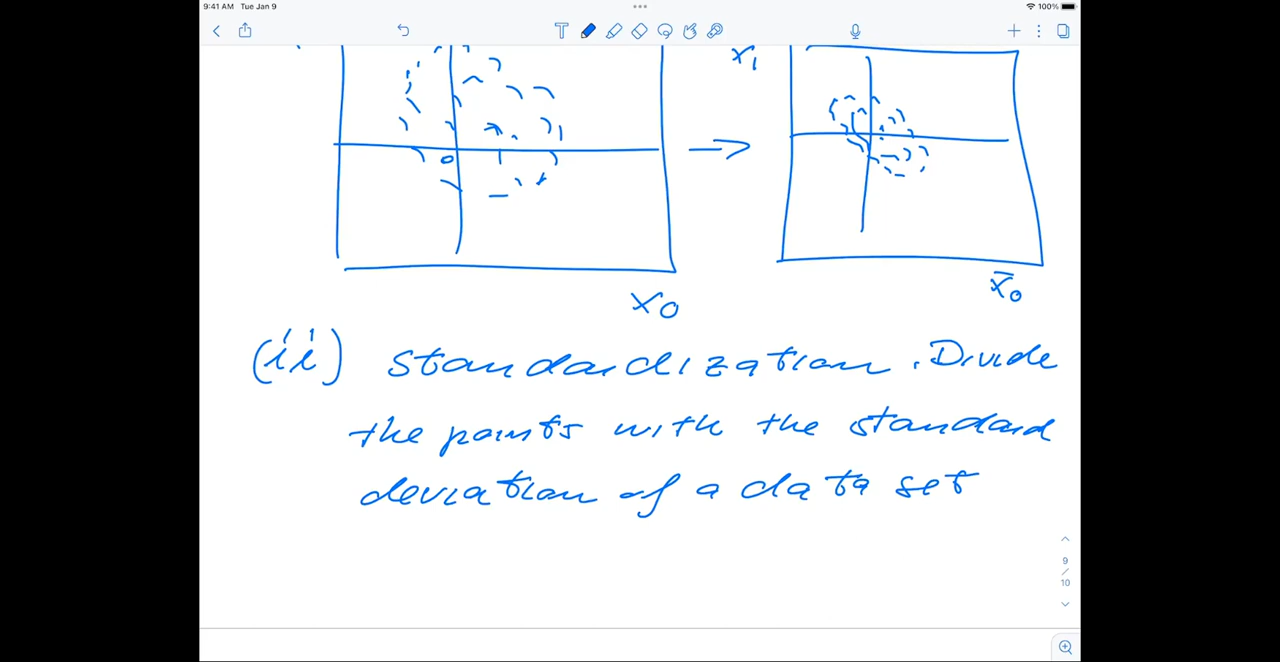 9:41 AM Tue Jan 9
100%
T
x₁
0
x₀
x̄₀
(ii) Standardization. Divide
the points with the standard
deviation of a data set
9
/
10